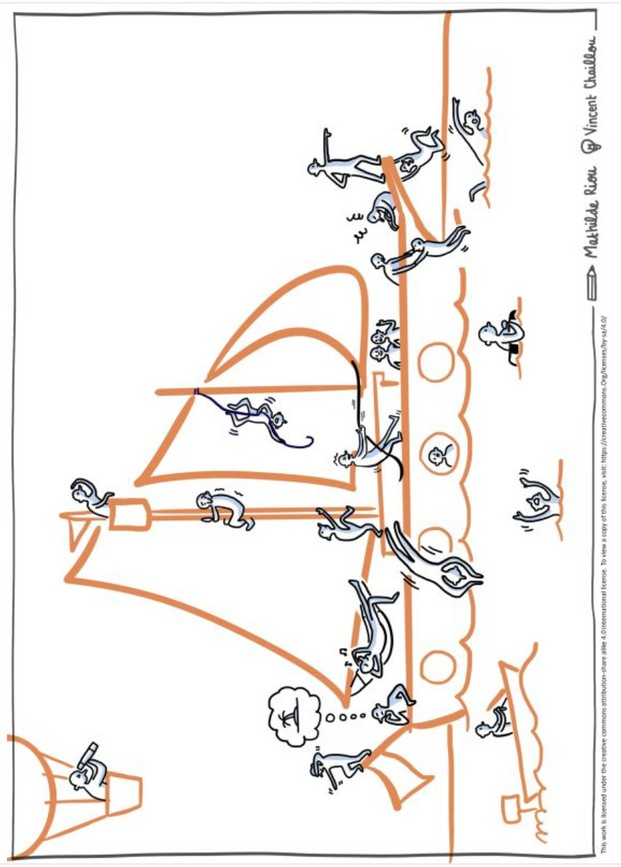 Mathilde Riou Vincent Chaillou
This work is licensed under the creative commons attribution-share alike 4.0 international license. To view a copy of this license, visit: https://creativecommons.Org/licenses/by-sa/4.0/